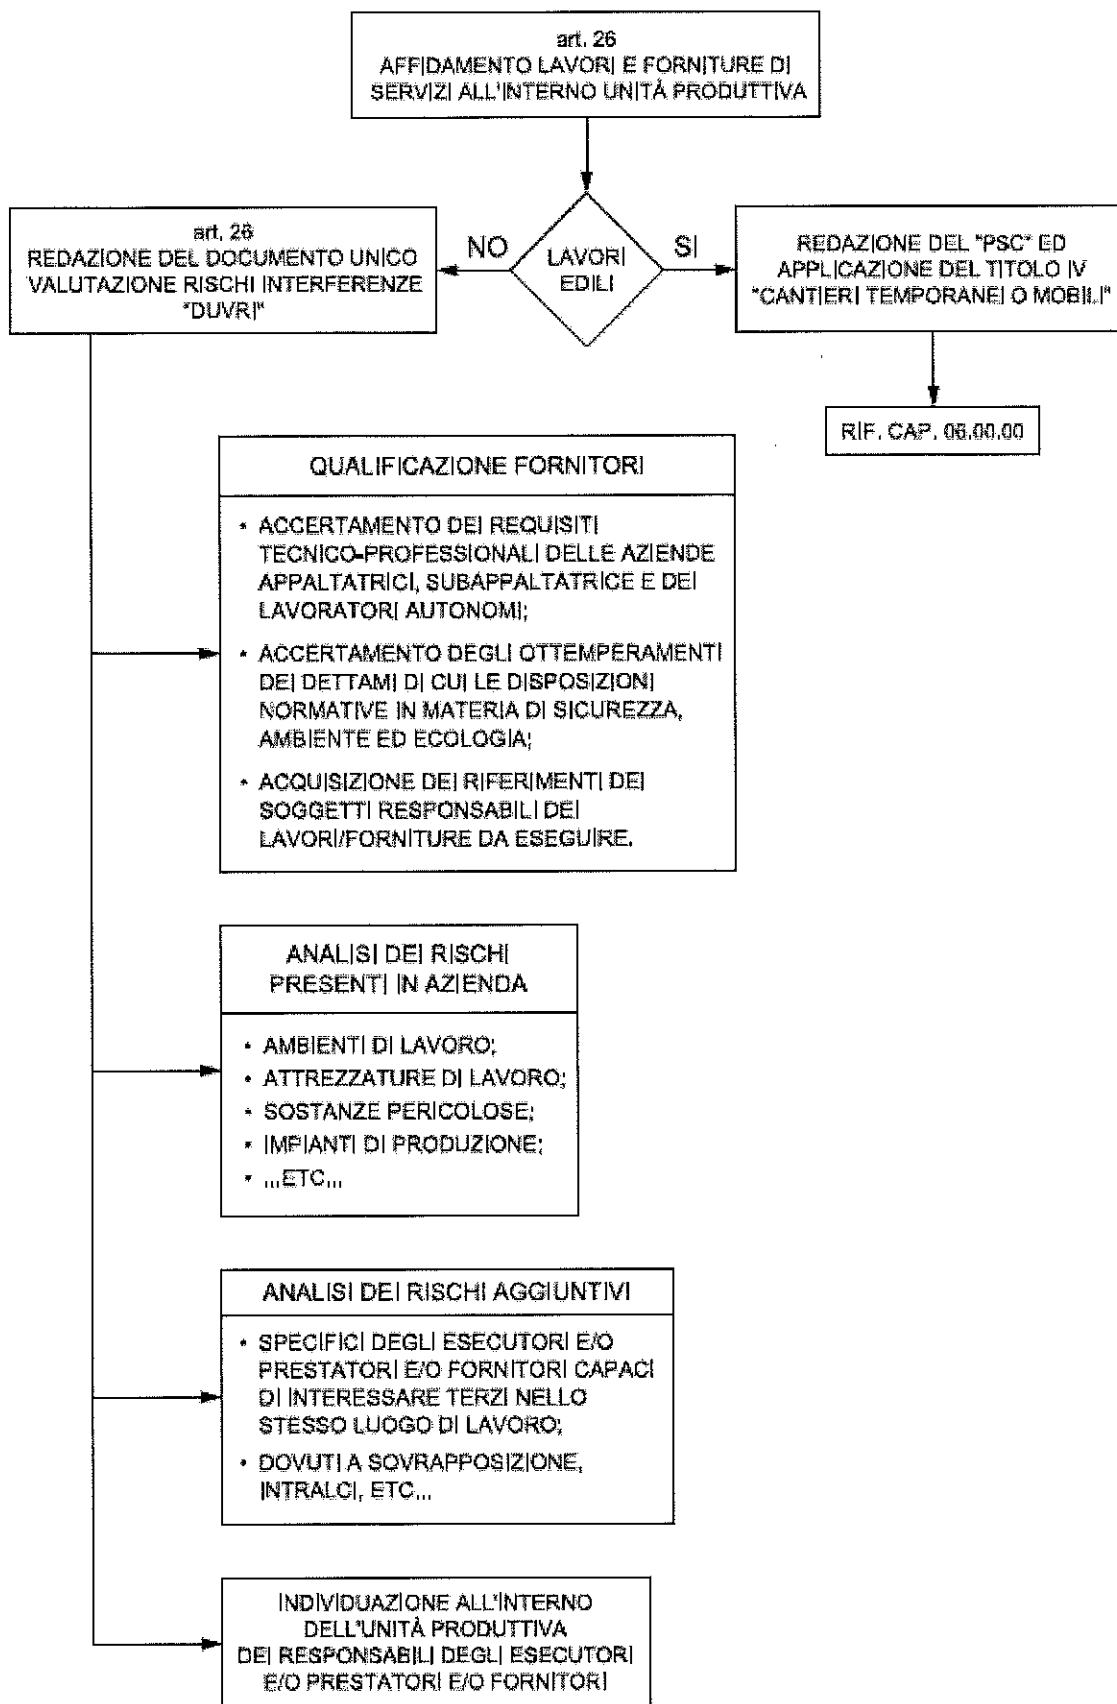 art. 26
AFFIDAMENTO LAVORI E FORNITURE DI
SERVIZI ALL'INTERNO UNITÀ PRODUTTIVA
art. 26
REDAZIONE DEL DOCUMENTO UNICO
VALUTAZIONE RISCHI INTERFERENZE
"DUVRI"
NO
LAVORI
EDILI
SI
REDAZIONE DEL "PSC" ED
APPLICAZIONE DEL TITOLO IV
"CANTIERI TEMPORANEI O MOBILI"
RIF. CAP. 06.00.00
QUALIFICAZIONE FORNITORI
• ACCERTAMENTO DEI REQUISITI
TECNICO-PROFESSIONALI DELLE AZIENDE
APPALTATRICI, SUBAPPALTATRICE E DEI
LAVORATORI AUTONOMI;
• ACCERTAMENTO DEGLI OTTEMPERAMENTI
DEI DETTAMI DI CUI LE DISPOSIZIONI
NORMATIVE IN MATERIA DI SICUREZZA,
AMBIENTE ED ECOLOGIA;
• ACQUISIZIONE DEI RIFERIMENTI DEI
SOGGETTI RESPONSABILI DEI
LAVORI/FORNITURE DA ESEGUIRE.
ANALISI DEI RISCHI
PRESENTI IN AZIENDA
• AMBIENTI DI LAVORO;
• ATTREZZATURE DI LAVORO;
• SOSTANZE PERICOLOSE;
• IMPIANTI DI PRODUZIONE;
• ...ETC...
ANALISI DEI RISCHI AGGIUNTIVI
• SPECIFICI DEGLI ESECUTORI E/O
PRESTATORI E/O FORNITORI CAPACI
DI INTERESSARE TERZI NELLO
STESSO LUOGO DI LAVORO;
• DOVUTI A SOVRAPPOSIZIONE,
INTRALCI, ETC...
INDIVIDUAZIONE ALL'INTERNO
DELL'UNITÀ PRODUTTIVA
DEI RESPONSABILI DEGLI ESECUTORI
E/O PRESTATORI E/O FORNITORI